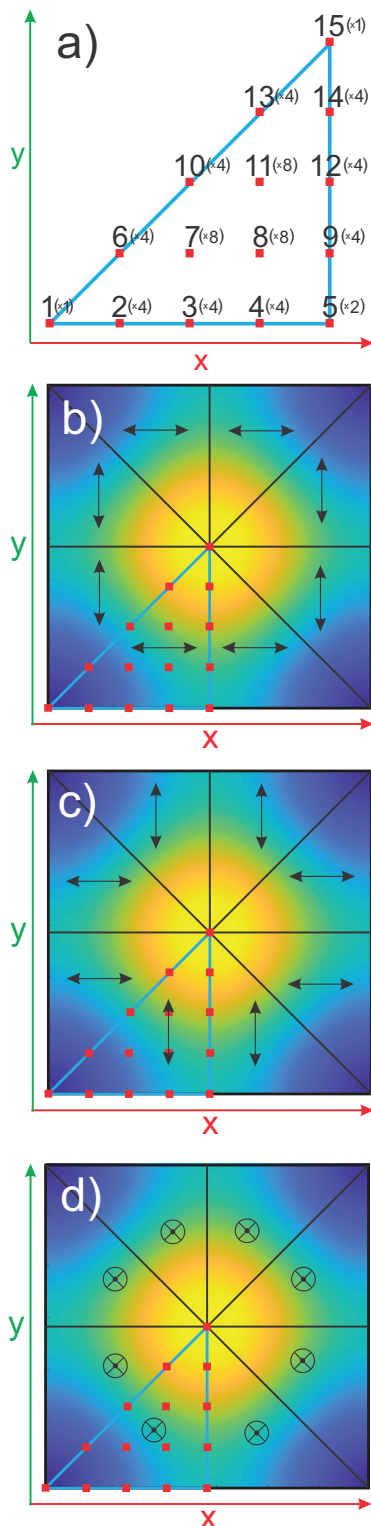 a)
15(×1)
13(×4) 14(×4)
10(×4) 11(×8) 12(×4)
6(×4) 7(×8) 8(×8) 9(×4)
1(×1) 2(×4) 3(×4) 4(×4) 5(×2)
y
x
b)
y
x
c)
y
x
d)
y
x